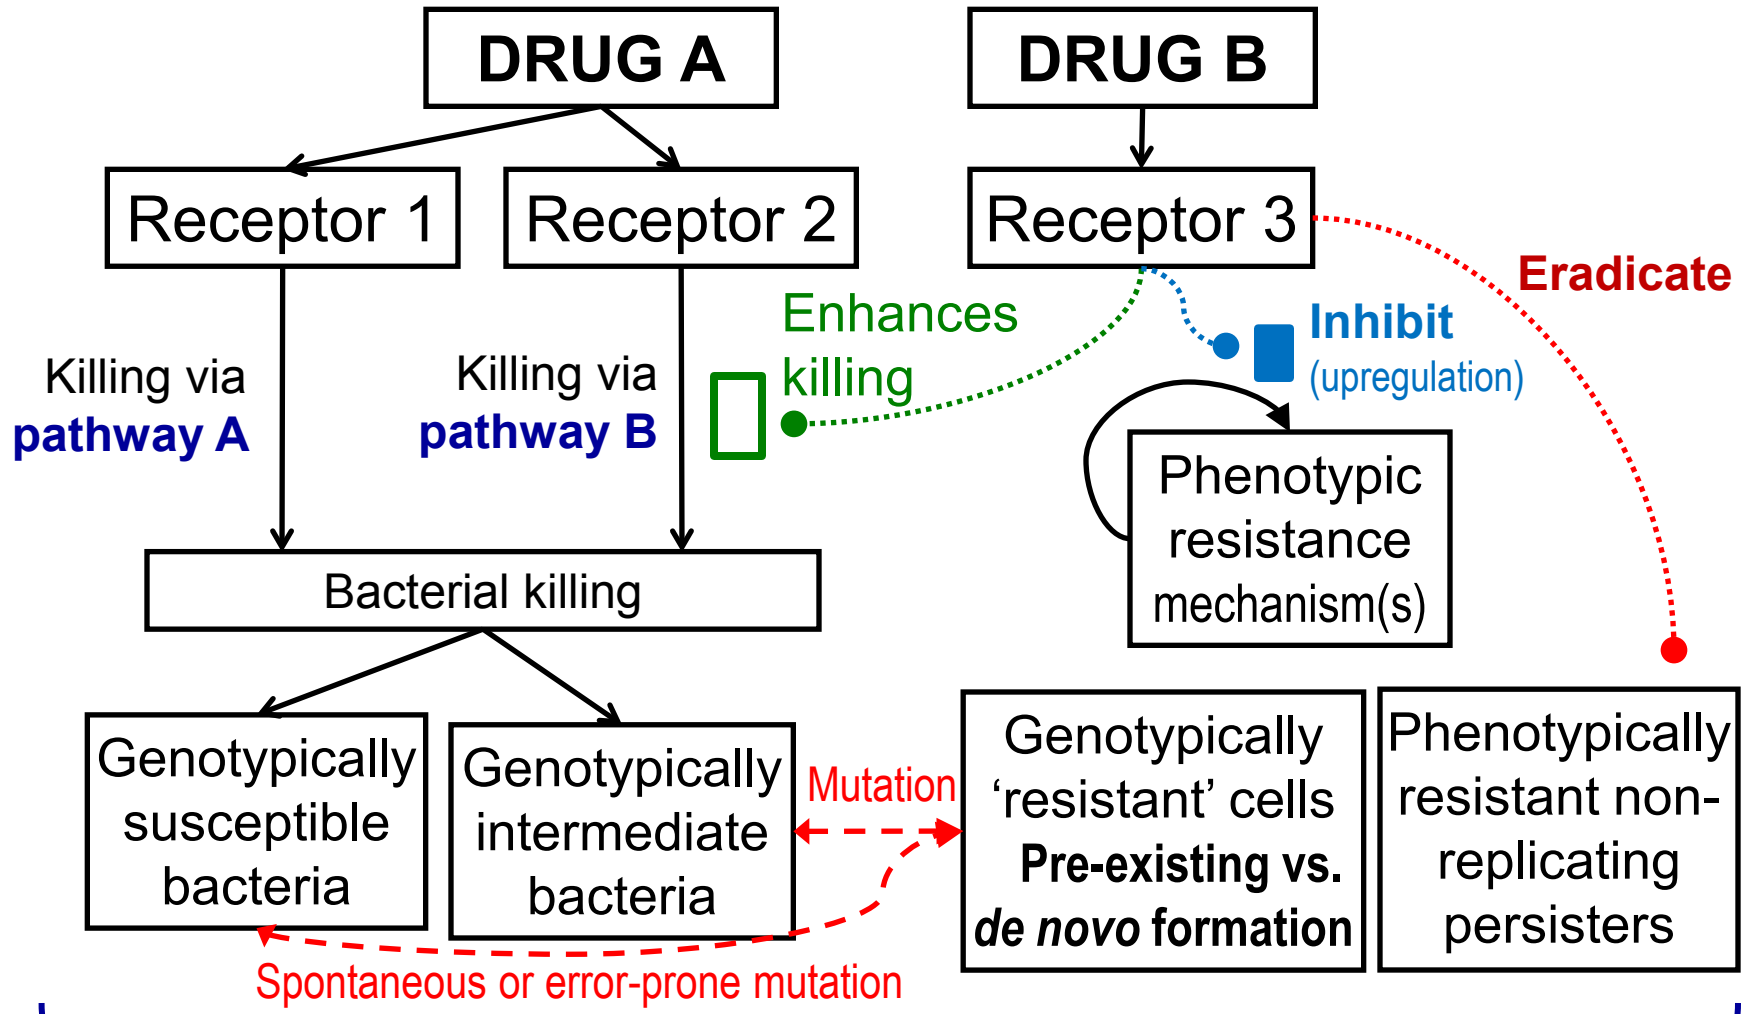 DRUG A
DRUG B
Receptor 1
Receptor 2
Receptor 3
Eradicate
Enhances
killing
Inhibit
(upregulation)
Killing via
pathway A
Killing via
pathway B
Phenotypic
resistance
mechanism(s)
Bacterial killing
Genotypically
susceptible
bacteria
Genotypically
intermediate
bacteria
Mutation
Genotypically
‘resistant’ cells
Pre-existing vs.
de novo formation
Phenotypically
resistant non-
replicating
persisters
Spontaneous or error-prone mutation